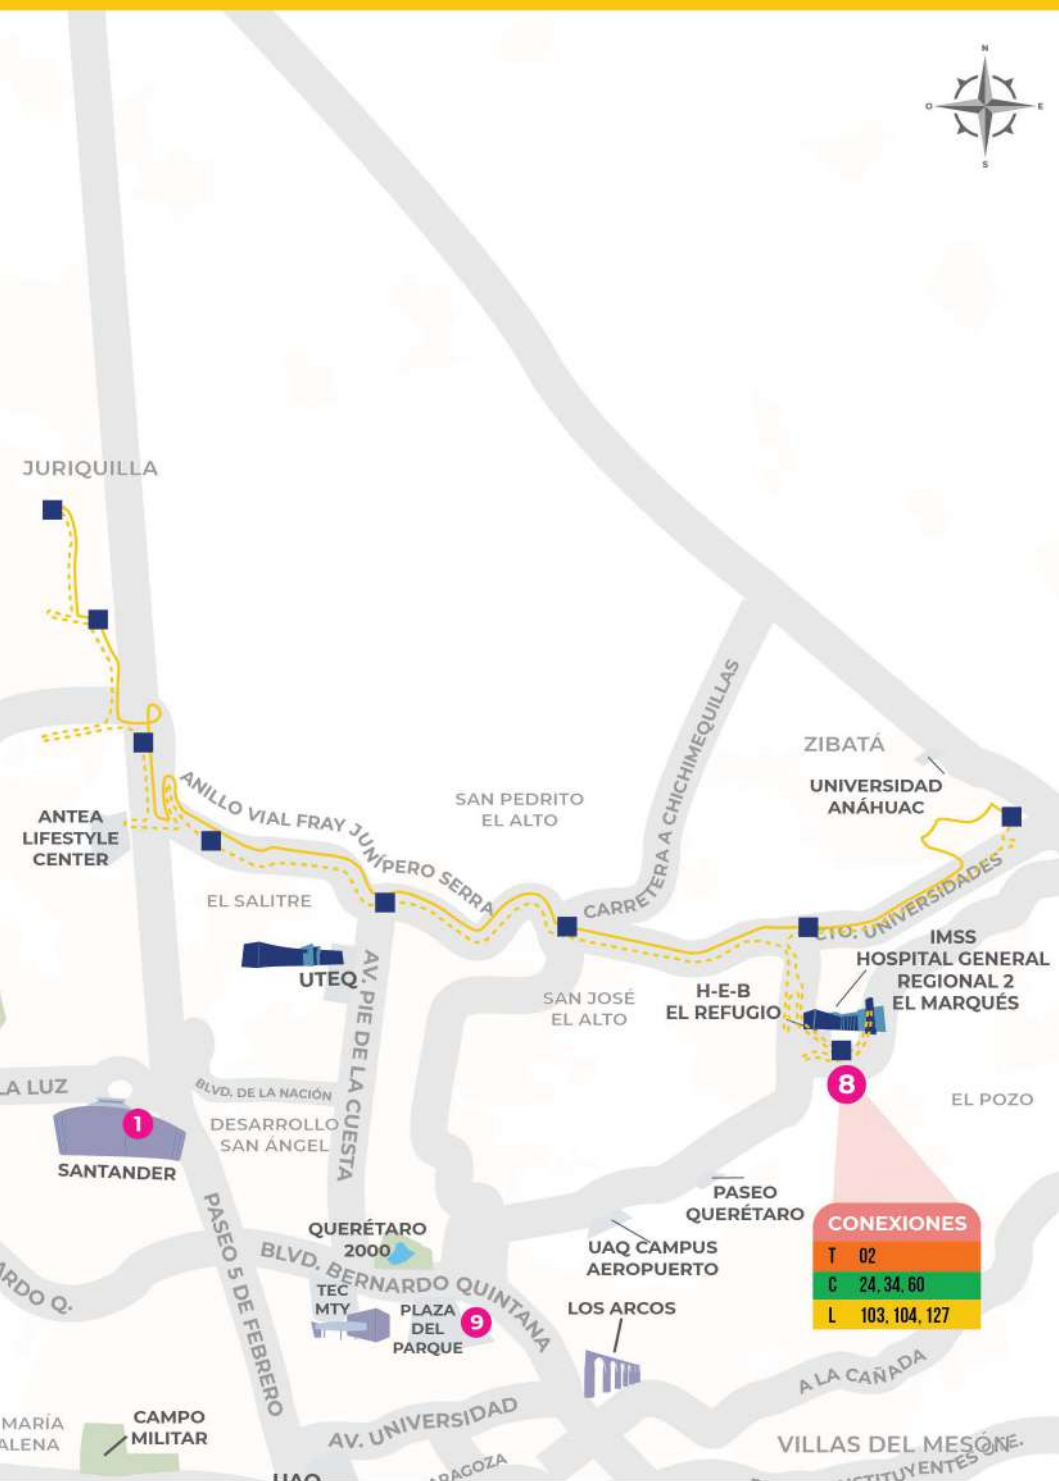 N
O
E
S
JURIQUILLA
ZIBATÁ
UNIVERSIDAD
ANÁHUAC
CARRETERA A CHICHIMEQUILLAS
SAN PEDRITO
EL ALTO
ANILLO VIAL FRAY JUNÍPERO SERRA
ANTEA
LIFESTYLE
CENTER
EL SALITRE
CTO. UNIVERSIDADES
IMSS
HOSPITAL GENERAL
REGIONAL 2
EL MARQUÉS
UTEQ
H-E-B
EL REFUGIO
SAN JOSÉ
EL ALTO
AV. PIE DE LA CUESTA
LA LUZ
BLVD. DE LA NACIÓN
8
EL POZO
1
DESARROLLO
SAN ÁNGEL
SANTANDER
PASEO
QUERÉTARO
PASEO 5 DE FEBRERO
CONEXIONES
T 02
C 24, 34, 60
L 103, 104, 127
QUERÉTARO
2000
UAQ CAMPUS
AEROPUERTO
BLVD. BERNARDO QUINTANA
ARDO Q.
TEC
MTY
PLAZA
DEL
PARQUE
9
LOS ARCOS
A LA CAÑADA
MARÍA
ALENA
CAMPO
MILITAR
AV. UNIVERSIDAD
VILLAS DEL MESÓN
STITUYENTES OTE.
ARAGOZA
UAQ